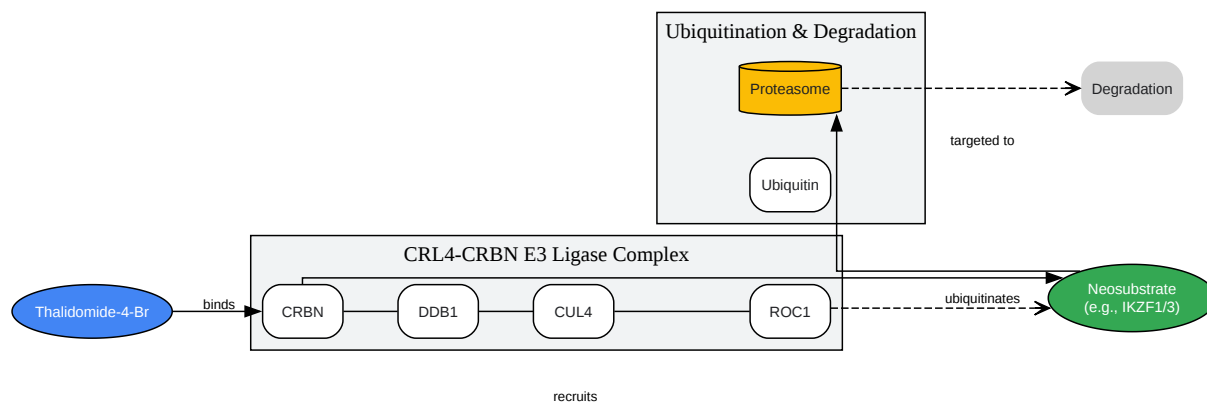 Ubiquitination & Degradation
Proteasome
Degradation
targeted to
Ubiquitin
CRL4-CRBN E3 Ligase Complex
Thalidomide-4-Br
binds
CRBN
DDB1
CUL4
ROC1
ubiquitinates
Neosubstrate
(e.g., IKZF1/3)
recruits